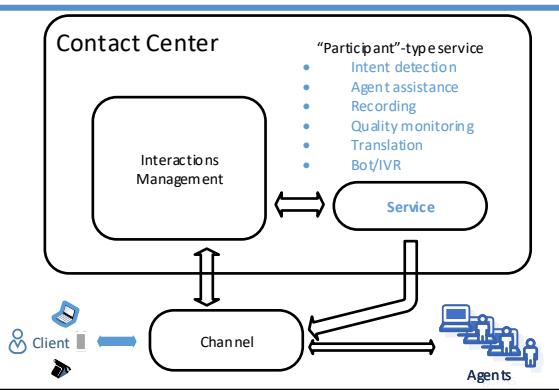 Contact Center
"Participant"-type service
• Intent detection
• Agent assistance
• Recording
• Quality monitoring
• Translation
• Bot/IVR
Interactions
Management
Service
Client
Channel
Agents